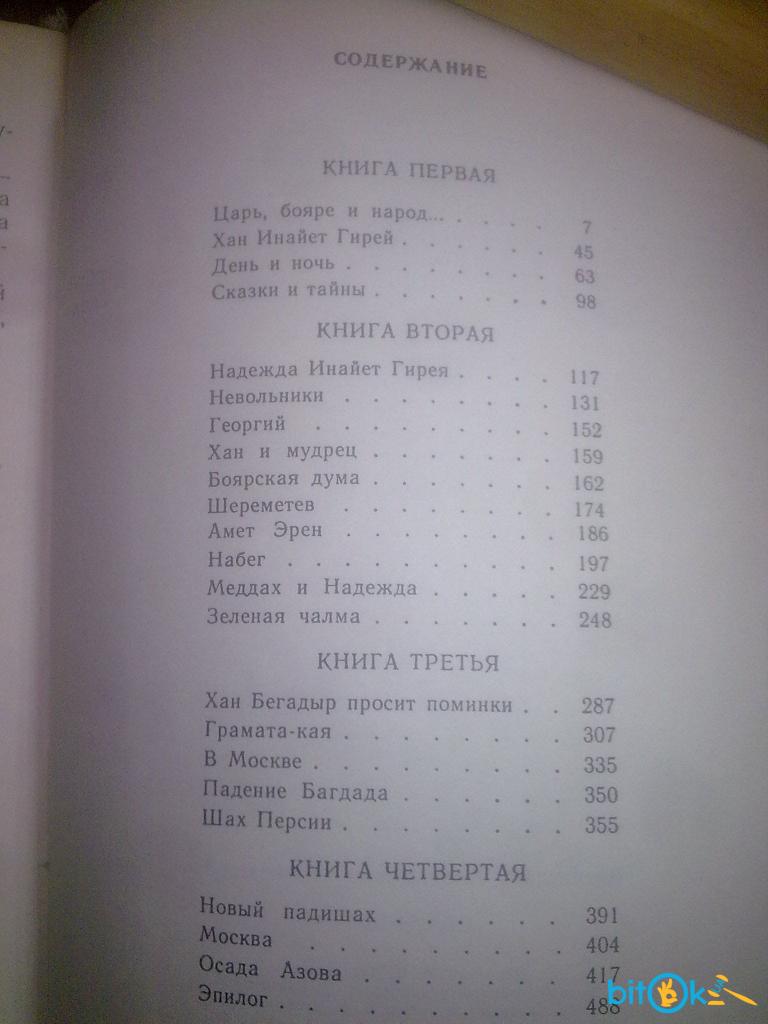 СОДЕРЖАНИЕ
КНИГА ПЕРВАЯ
Царь, бояре и народ... . . . . 7
Хан Инайет Гирей . . . . . . 45
День и ночь . . . . . . . . 63
Сказки и тайны . . . . . . . 98
КНИГА ВТОРАЯ
Надежда Инайет Гирея . . . . 117
Невольники . . . . . . . . 131
Георгий . . . . . . . . . 152
Хан и мудрец . . . . . . . 159
Боярская дума . . . . . . . 162
Шереметев . . . . . . . . 174
Амет Эрен . . . . . . . . 186
Набег . . . . . . . . . . 197
Меддах и Надежда . . . . . 229
Зеленая чалма . . . . . . . 248
КНИГА ТРЕТЬЯ
Хан Бегадыр просит поминки . . 287
Грамата-кая . . . . . . . . 307
В Москве . . . . . . . . . 335
Падение Багдада . . . . . . 350
Шах Персии . . . . . . . . 355
КНИГА ЧЕТВЕРТАЯ
Новый падишах . . . . . . 391
Москва . . . . . . . . . 404
Осада Азова . . . . . . . 417
Эпилог . . . . . . . . . . 488